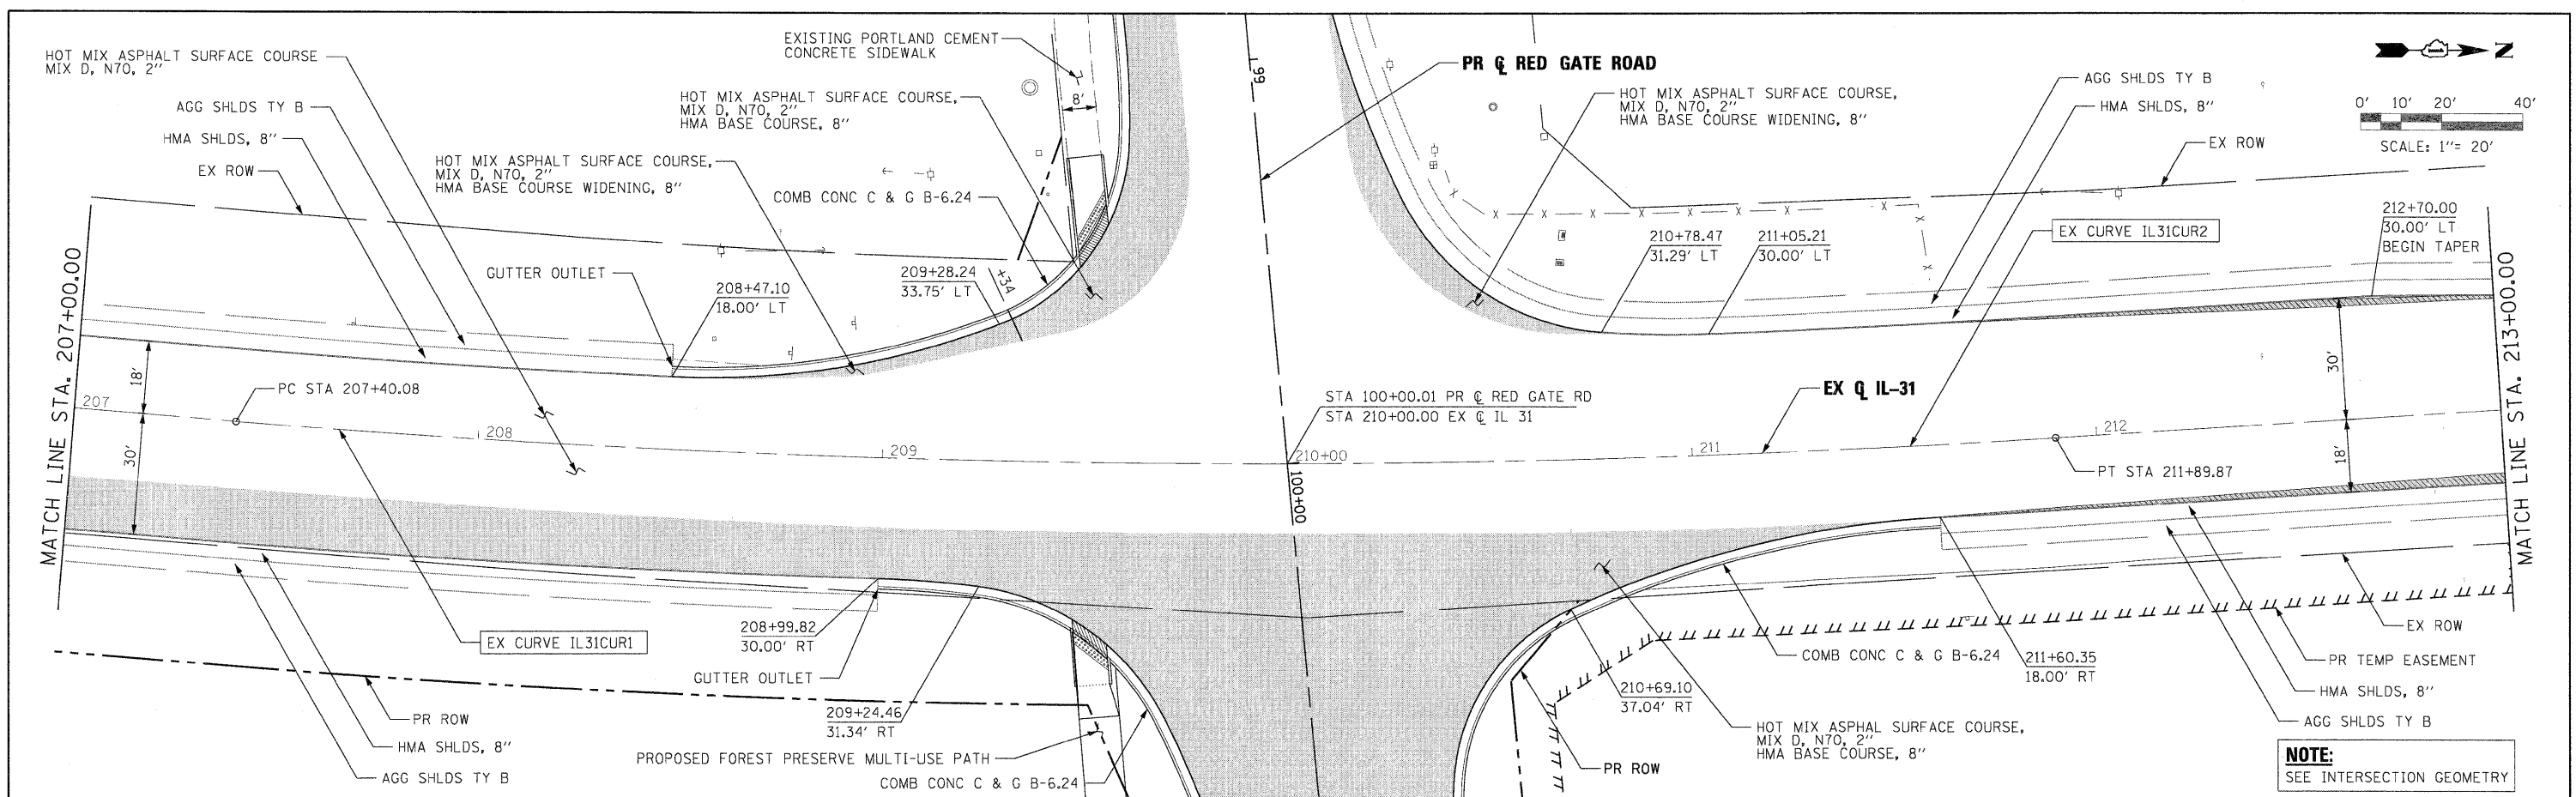 HOT MIX ASPHALT SURFACE COURSE
MIX D, N70, 2"
AGG SHLDS TY B
HMA SHLDS, 8"
EX ROW
HOT MIX ASPHALT SURFACE COURSE,
MIX D, N70, 2"
HMA BASE COURSE WIDENING, 8"
EXISTING PORTLAND CEMENT
CONCRETE SIDEWALK
HOT MIX ASPHALT SURFACE COURSE,
MIX D, N70, 2"
HMA BASE COURSE, 8"
8'
COMB CONC C & G B-6.24
GUTTER OUTLET
208+47.10
18.00' LT
209+28.24
33.75' LT
+34
99
PR ℄ RED GATE ROAD
HOT MIX ASPHALT SURFACE COURSE,
MIX D, N70, 2"
HMA BASE COURSE WIDENING, 8"
AGG SHLDS TY B
HMA SHLDS, 8"
EX ROW
N
0' 10' 20' 40'
SCALE: 1"= 20'
210+78.47
31.29' LT
211+05.21
30.00' LT
EX CURVE IL31CUR2
212+70.00
30.00' LT
BEGIN TAPER
MATCH LINE STA. 207+00.00
18'
30'
207
PC STA 207+40.08
208
209
210+00
100+00
STA 100+00.01 PR ℄ RED GATE RD
STA 210+00.00 EX ℄ IL 31
EX ℄ IL-31
211
212
PT STA 211+89.87
30'
18'
MATCH LINE STA. 213+00.00
EX CURVE IL31CUR1
208+99.82
30.00' RT
GUTTER OUTLET
209+24.46
31.34' RT
PR ROW
HMA SHLDS, 8"
AGG SHLDS TY B
PROPOSED FOREST PRESERVE MULTI-USE PATH
COMB CONC C & G B-6.24
210+69.10
37.04' RT
COMB CONC C & G B-6.24
211+60.35
18.00' RT
HOT MIX ASPHAL SURFACE COURSE,
MIX D, N70, 2"
HMA BASE COURSE, 8"
PR ROW
EX ROW
PR TEMP EASEMENT
HMA SHLDS, 8"
AGG SHLDS TY B
NOTE:
SEE INTERSECTION GEOMETRY